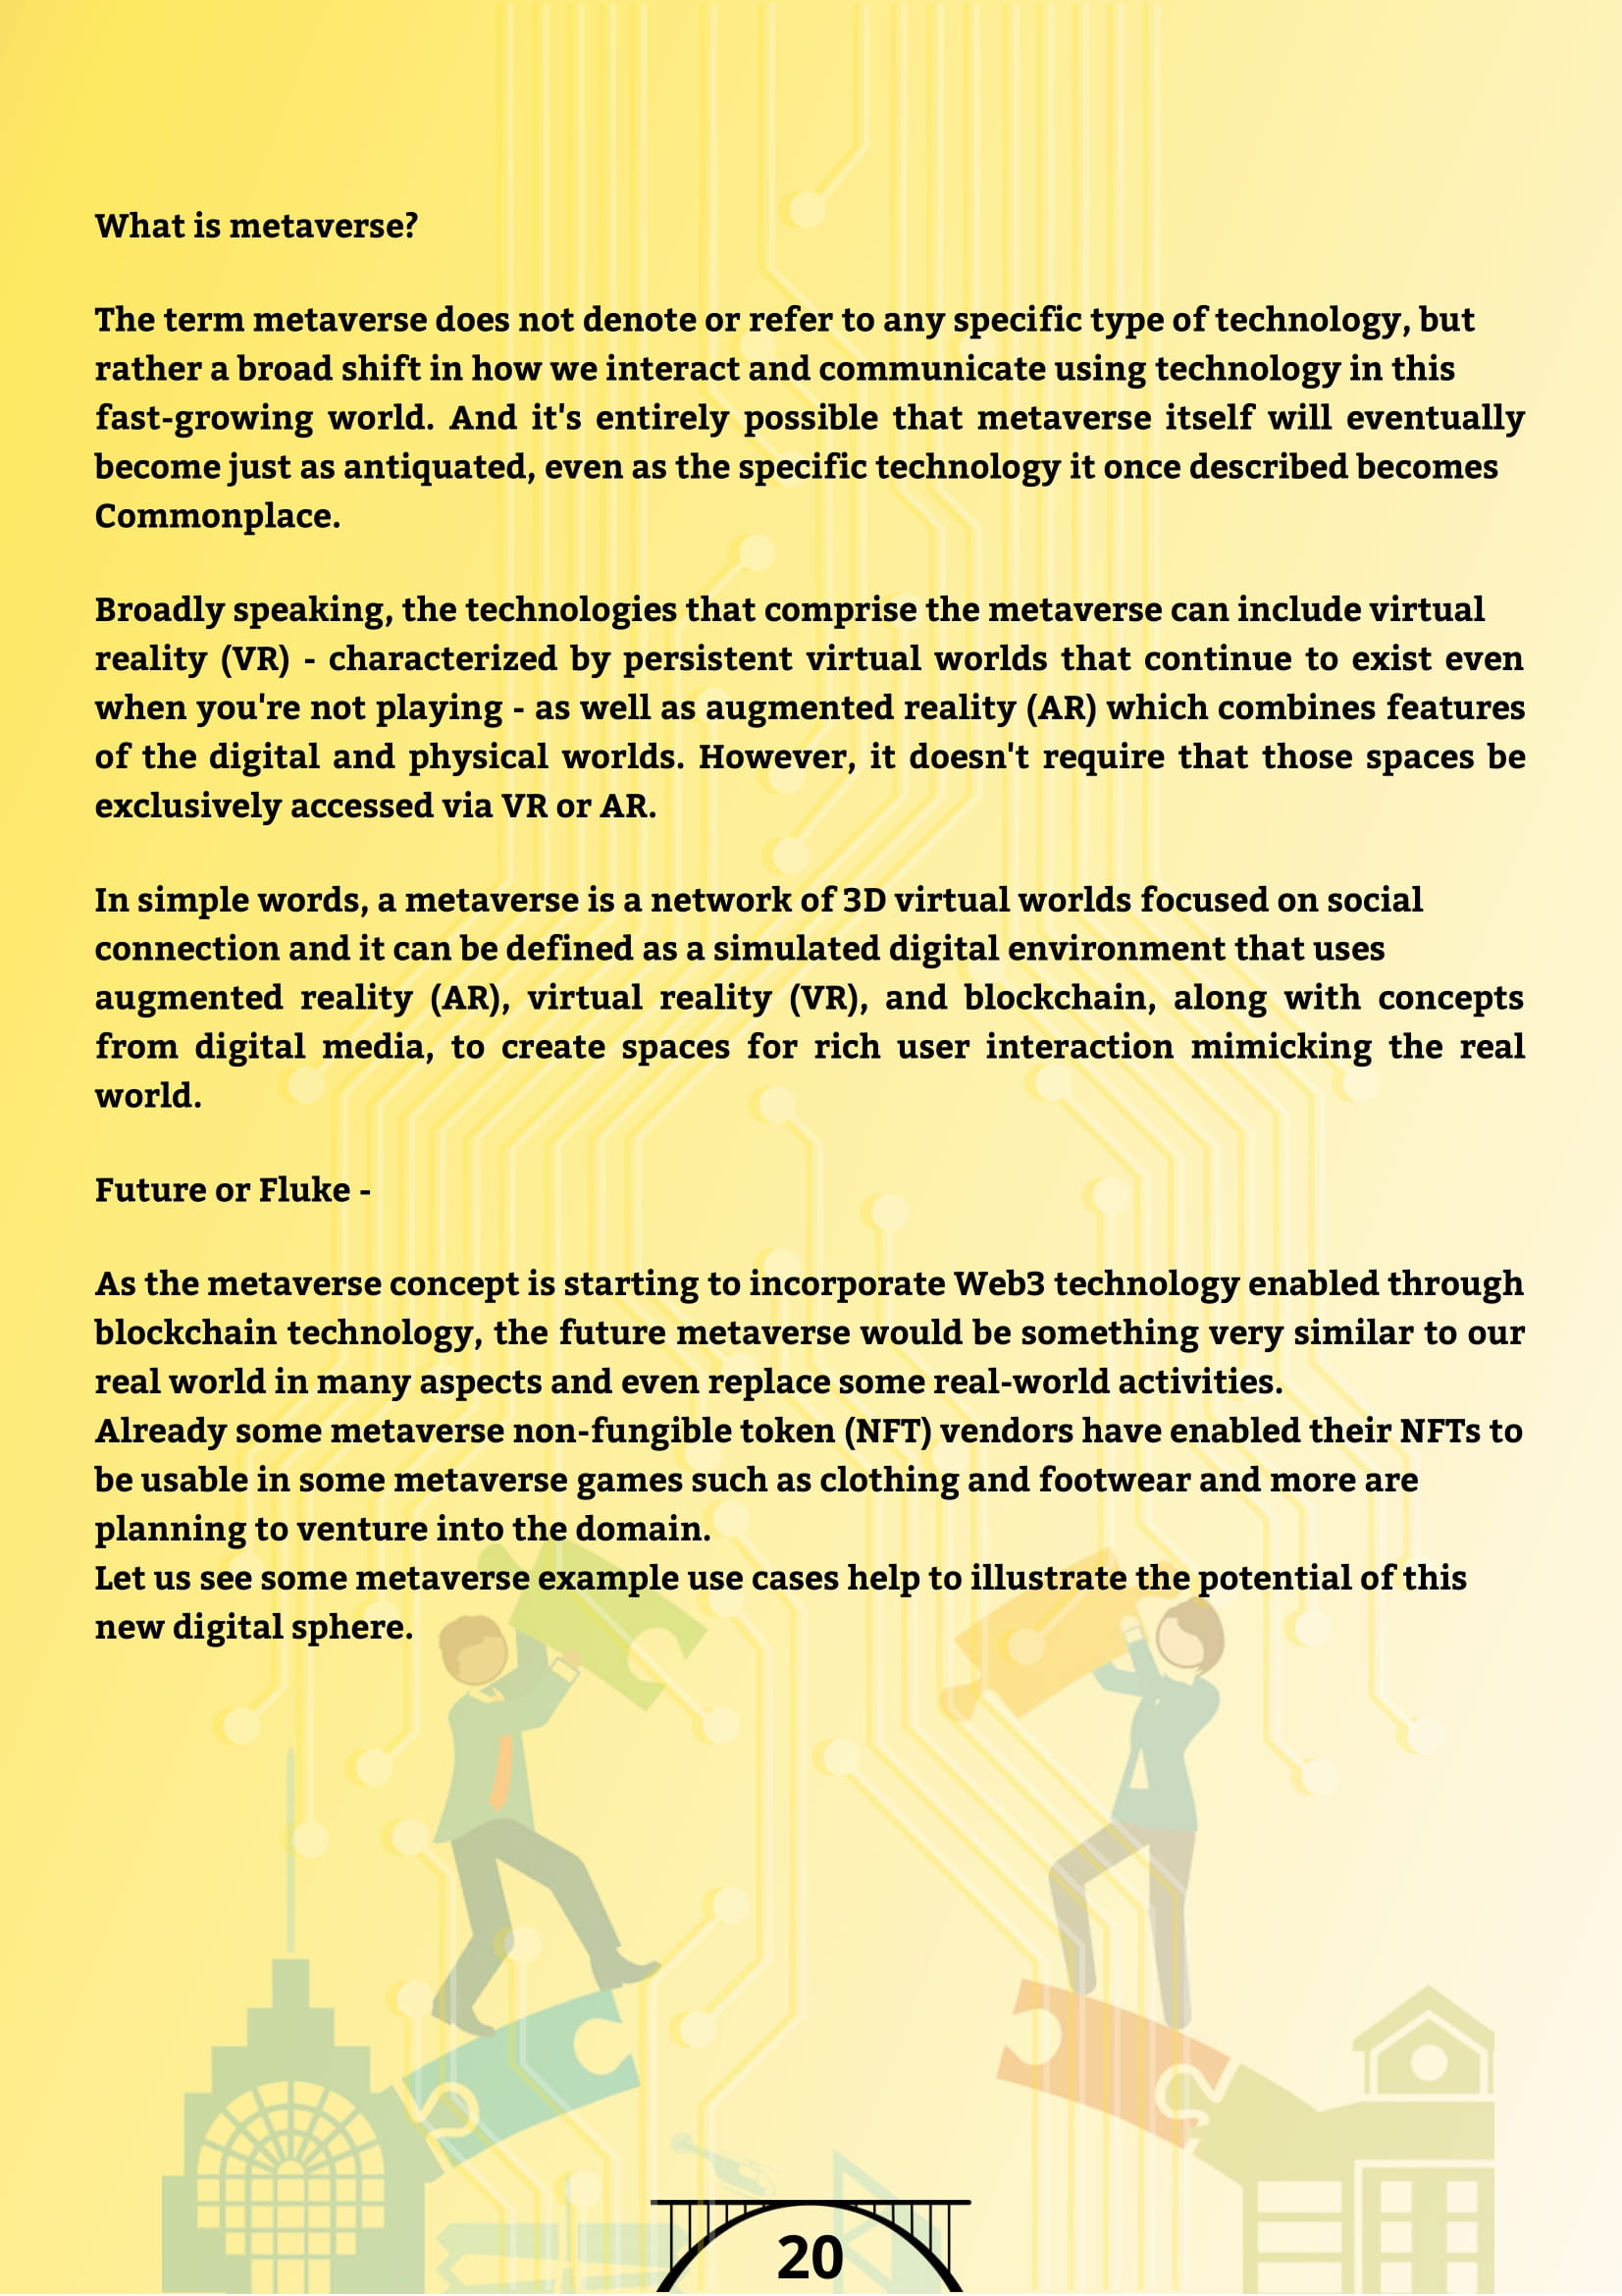 What is metaverse?
The term metaverse does not denote or refer to any specific type of technology, but
rather a broad shift in how we interact and communicate using technology in this
fast-growing world. And it's entirely possible that metaverse itself will eventually
become just as antiquated, even as the specific technology it once described becomes
Commonplace.
Broadly speaking, the technologies that comprise the metaverse can include virtual
reality (VR) - characterized by persistent virtual worlds that continue to exist even
when you're not playing - as well as augmented reality (AR) which combines features
of the digital and physical worlds. However, it doesn't require that those spaces be
exclusively accessed via VR or AR.
In simple words, a metaverse is a network of 3D virtual worlds focused on social
connection and it can be defined as a simulated digital environment that uses
augmented reality (AR), virtual reality (VR), and blockchain, along with concepts
from digital media, to create spaces for rich user interaction mimicking the real
world.
Future or Fluke -
As the metaverse concept is starting to incorporate Web3 technology enabled through
blockchain technology, the future metaverse would be something very similar to our
real world in many aspects and even replace some real-world activities.
Already some metaverse non-fungible token (NFT) vendors have enabled their NFTs to
be usable in some metaverse games such as clothing and footwear and more are
planning to venture into the domain.
Let us see some metaverse example use cases help to illustrate the potential of this
new digital sphere.
20